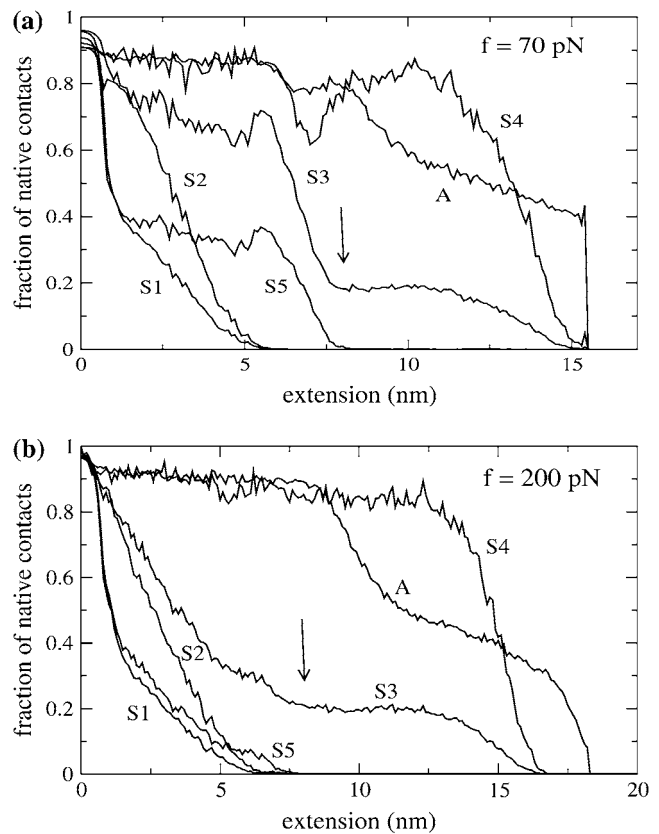 (a)
f = 70 pN
fraction of native contacts
1
0.8
0.6
0.4
0.2
0
S1
S2
S3
S4
S5
A
0 5 10 15
extension (nm)
(b)
f = 200 pN
fraction of native contacts
1
0.8
0.6
0.4
0.2
0
S1
S2
S3
S4
S5
A
0 5 10 15 20
extension (nm)